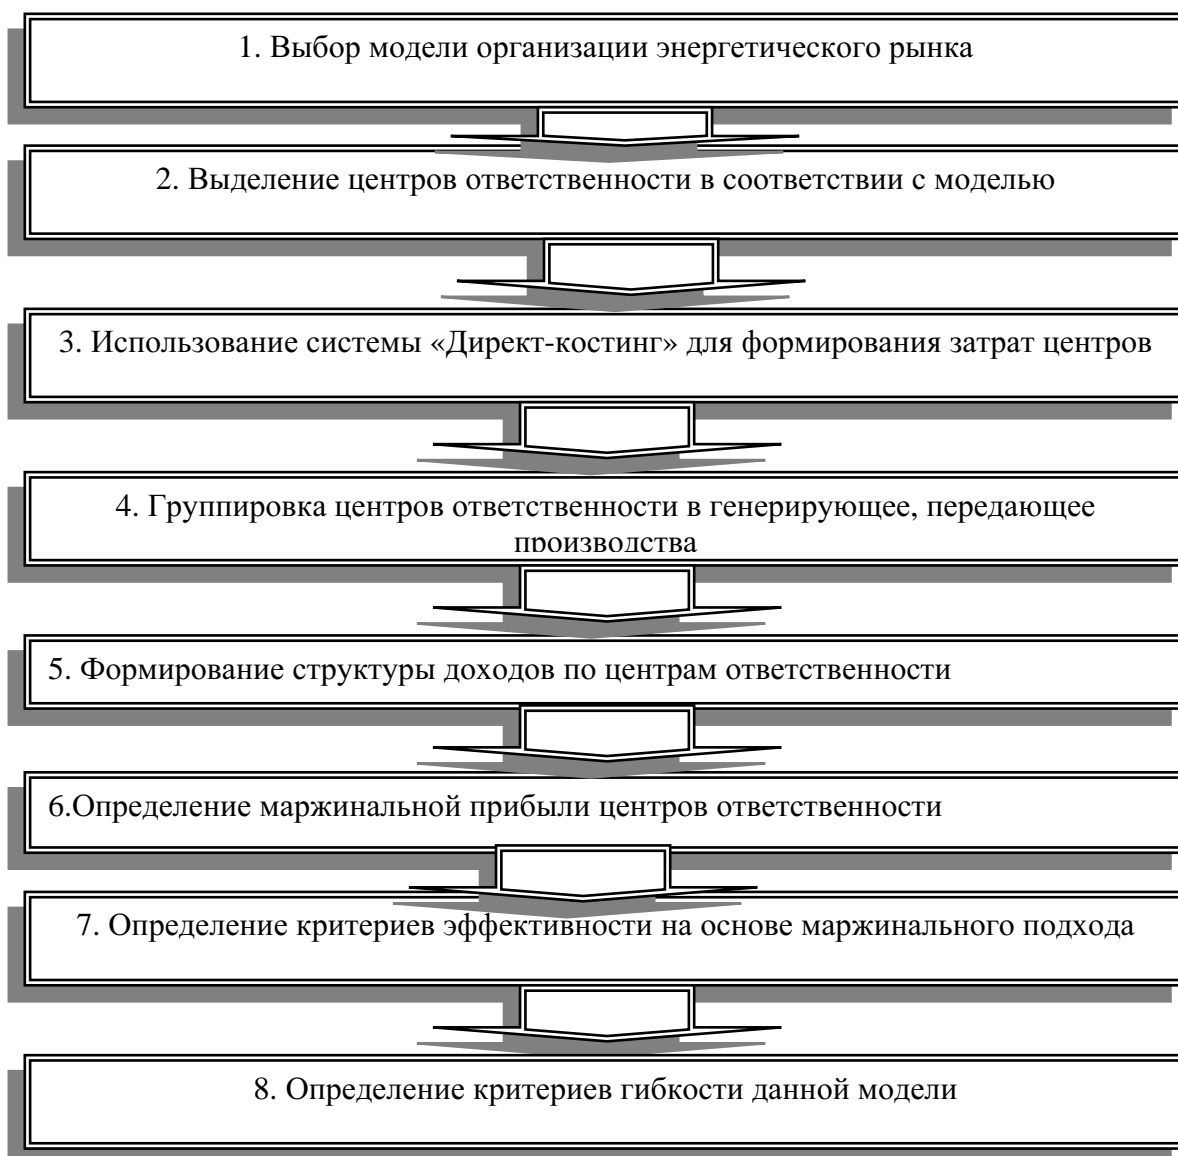 1. Выбор модели организации энергетического рынка
2. Выделение центров ответственности в соответствии с моделью
3. Использование системы «Директ-костинг» для формирования затрат центров
4. Группировка центров ответственности в генерирующее, передающее
производства
5. Формирование структуры доходов по центрам ответственности
6.Определение маржинальной прибыли центров ответственности
7. Определение критериев эффективности на основе маржинального подхода
8. Определение критериев гибкости данной модели